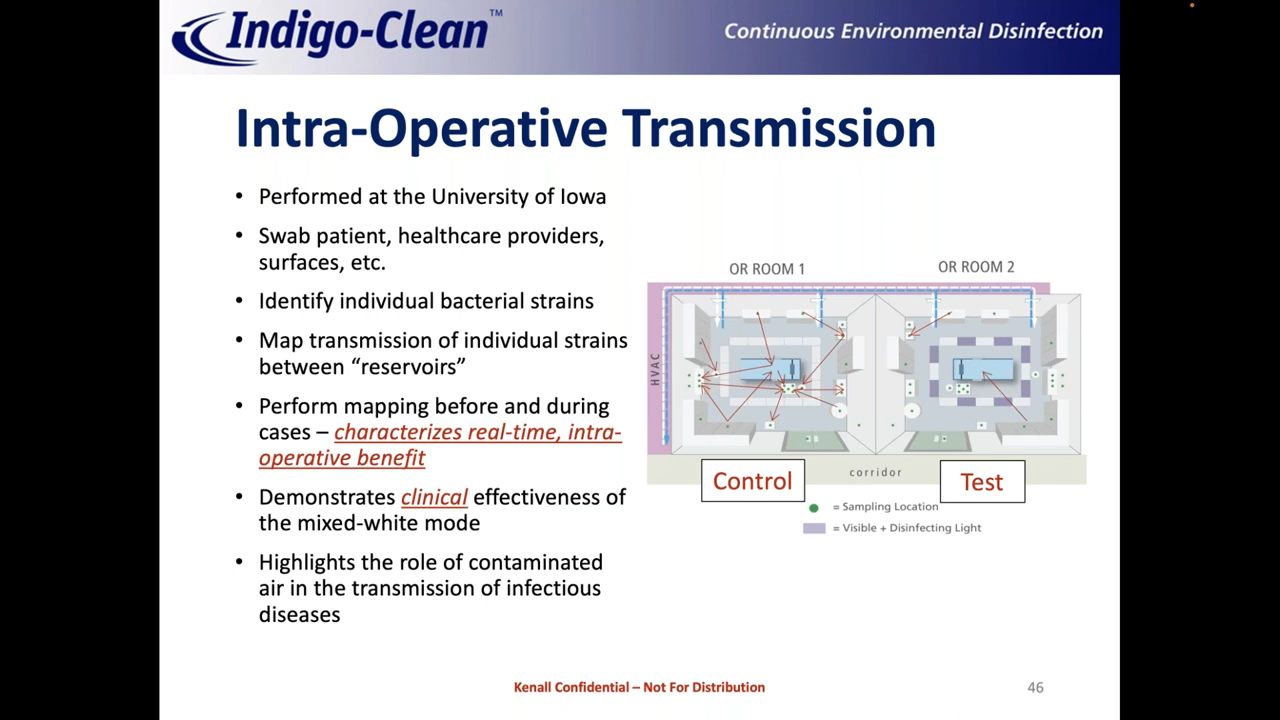 Indigo-Clean™
Continuous Environmental Disinfection
Intra-Operative Transmission
• Performed at the University of Iowa
• Swab patient, healthcare providers,
surfaces, etc.
• Identify individual bacterial strains
• Map transmission of individual strains
between “reservoirs”
• Perform mapping before and during
cases – characterizes real-time, intra-
operative benefit
• Demonstrates clinical effectiveness of
the mixed-white mode
• Highlights the role of contaminated
air in the transmission of infectious
diseases
OR ROOM 1
OR ROOM 2
HVAC
Control
corridor
Test
= Sampling Location
= Visible + Disinfecting Light
Kenall Confidential – Not For Distribution
46